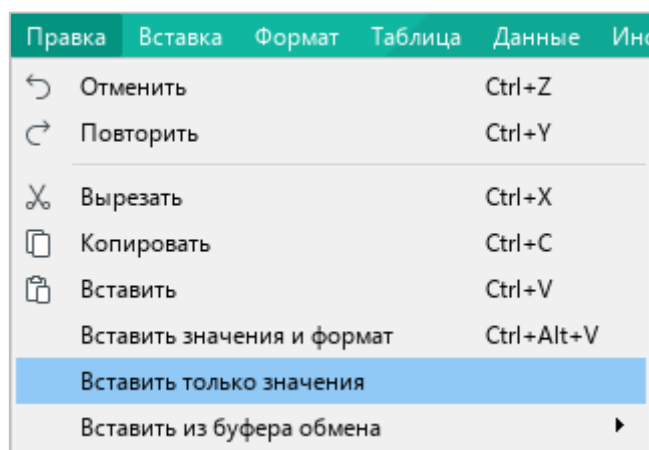 Правка Вставка Формат Таблица Данные
Отменить Ctrl+Z
Повторить Ctrl+Y
Вырезать Ctrl+X
Копировать Ctrl+C
Вставить Ctrl+V
Вставить значения и формат Ctrl+Alt+V
Вставить только значения
Вставить из буфера обмена